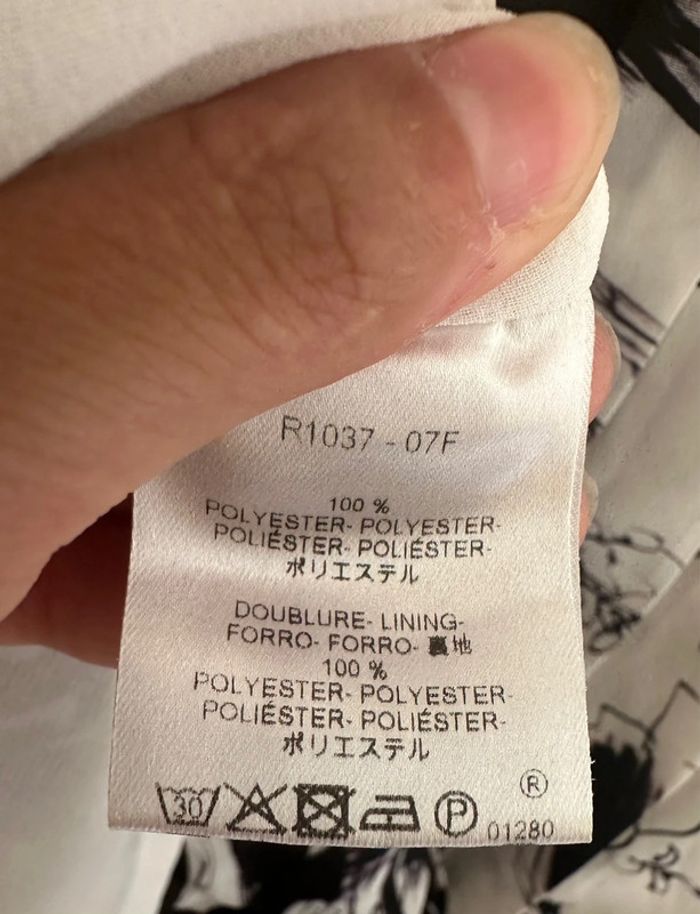 R1037 - 07F
100 %
POLYESTER- POLYESTER-
POLIÉSTER- POLIÉSTER-
ポリエステル
DOUBLURE- LINING-
FORRO- FORRO- 裏地
100 %
POLYESTER- POLYESTER-
POLIÉSTER- POLIÉSTER-
ポリエステル
®
30 P 01280